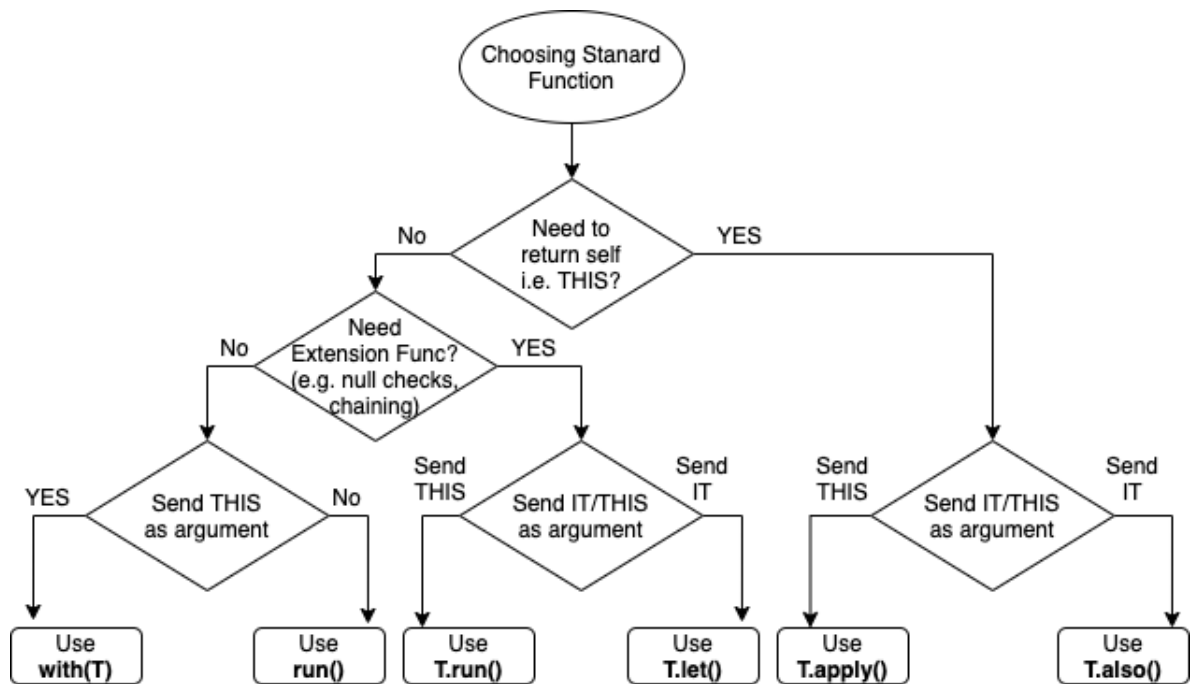 Choosing Stanard
Function
Need to
return self
i.e. THIS?
No
YES
Need
Extension Func?
(e.g. null checks,
chaining)
No
YES
Send THIS
as argument
YES
No
Send IT/THIS
as argument
Send
THIS
Send
IT
Send IT/THIS
as argument
Send
THIS
Send
IT
Use
with(T)
Use
run()
Use
T.run()
Use
T.let()
Use
T.apply()
Use
T.also()